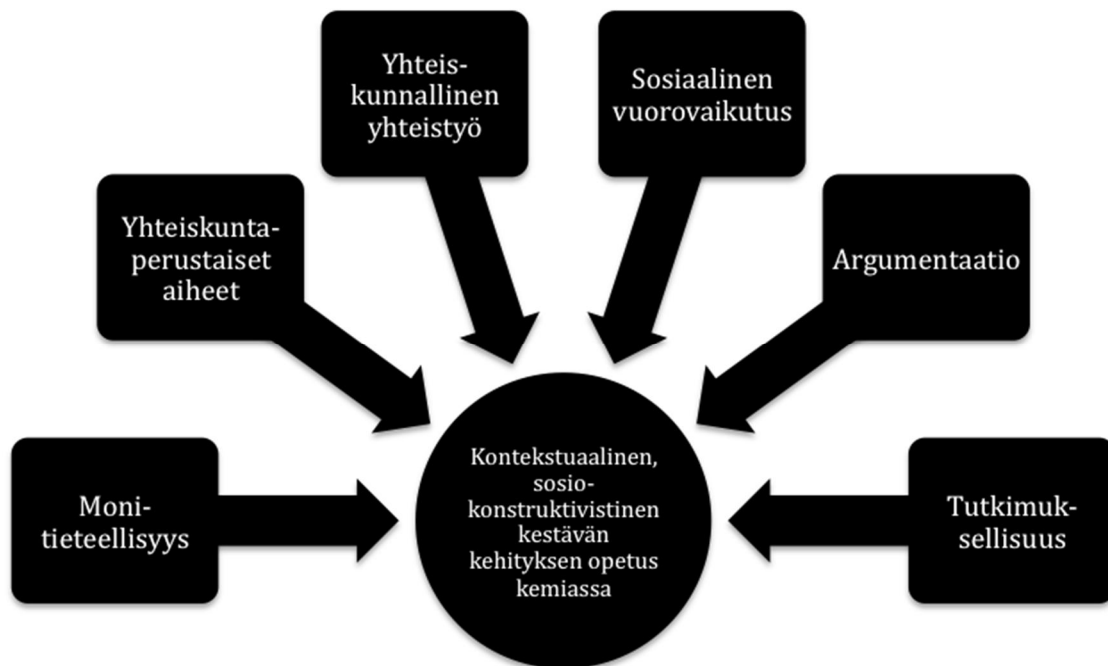 Yhteis-
kunnallinen
yhteistyö
Sosiaalinen
vuorovaikutus
Yhteiskunta-
perustaiset
aiheet
Argumentaatio
Moni-
tieteellisyys
Kontekstuaalinen,
sosio-
konstruktivistinen
kestävän
kehityksen opetus
kemiassa
Tutkimuk-
sellisuus